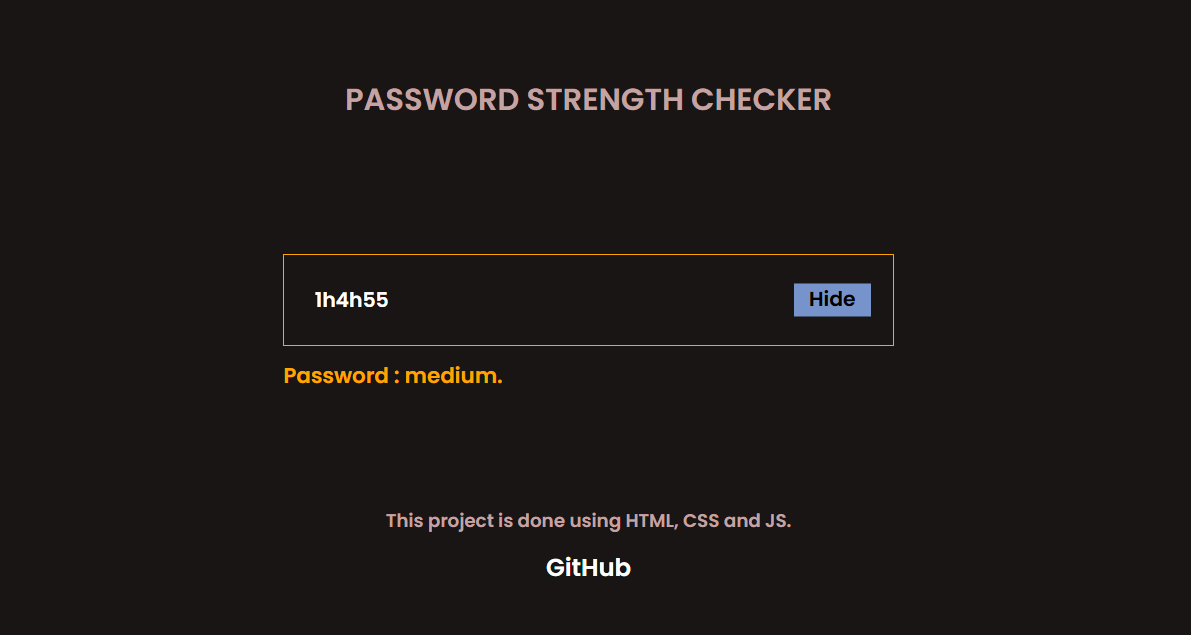 PASSWORD STRENGTH CHECKER
1h4h55
Hide
Password : medium.
This project is done using HTML, CSS and JS.
GitHub